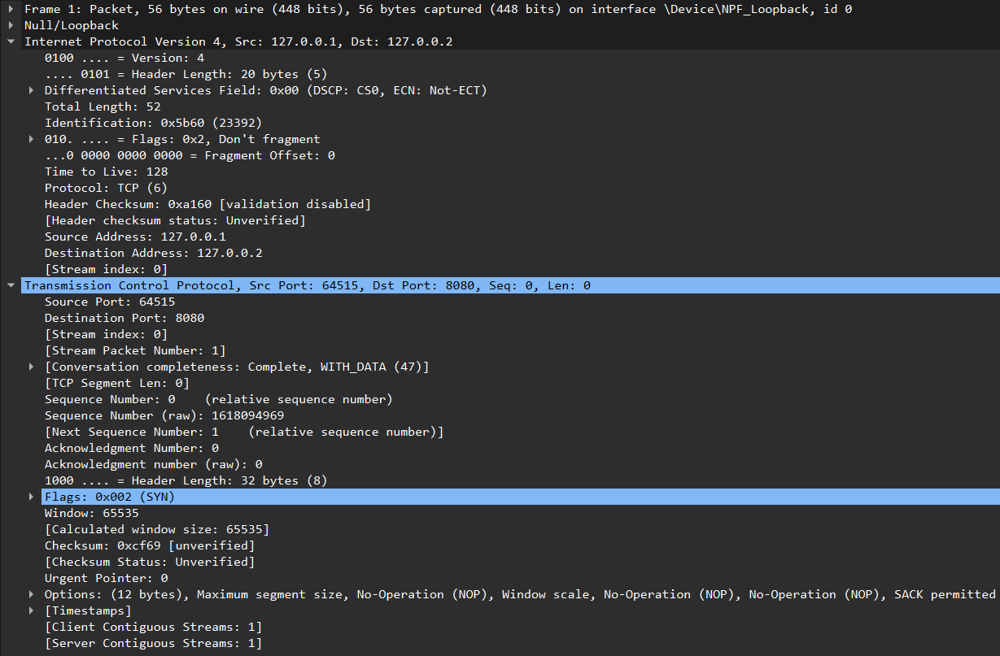 Frame 1: Packet, 56 bytes on wire (448 bits), 56 bytes captured (448 bits) on interface \Device\NPF_Loopback, id 0
Null/Loopback
Internet Protocol Version 4, Src: 127.0.0.1, Dst: 127.0.0.2
0100 .... = Version: 4
.... 0101 = Header Length: 20 bytes (5)
Differentiated Services Field: 0x00 (DSCP: CS0, ECN: Not-ECT)
Total Length: 52
Identification: 0x5b60 (23392)
010. .... = Flags: 0x2, Don't fragment
...0 0000 0000 0000 = Fragment Offset: 0
Time to Live: 128
Protocol: TCP (6)
Header Checksum: 0xa160 [validation disabled]
[Header checksum status: Unverified]
Source Address: 127.0.0.1
Destination Address: 127.0.0.2
[Stream index: 0]
Transmission Control Protocol, Src Port: 64515, Dst Port: 8080, Seq: 0, Len: 0
Source Port: 64515
Destination Port: 8080
[Stream index: 0]
[Stream Packet Number: 1]
[Conversation completeness: Complete, WITH_DATA (47)]
[TCP Segment Len: 0]
Sequence Number: 0    (relative sequence number)
Sequence Number (raw): 1618094969
[Next Sequence Number: 1    (relative sequence number)]
Acknowledgment Number: 0
Acknowledgment number (raw): 0
1000 .... = Header Length: 32 bytes (8)
Flags: 0x002 (SYN)
Window: 65535
[Calculated window size: 65535]
Checksum: 0xcf69 [unverified]
[Checksum Status: Unverified]
Urgent Pointer: 0
Options: (12 bytes), Maximum segment size, No-Operation (NOP), Window scale, No-Operation (NOP), No-Operation (NOP), SACK permitted
[Timestamps]
[Client Contiguous Streams: 1]
[Server Contiguous Streams: 1]